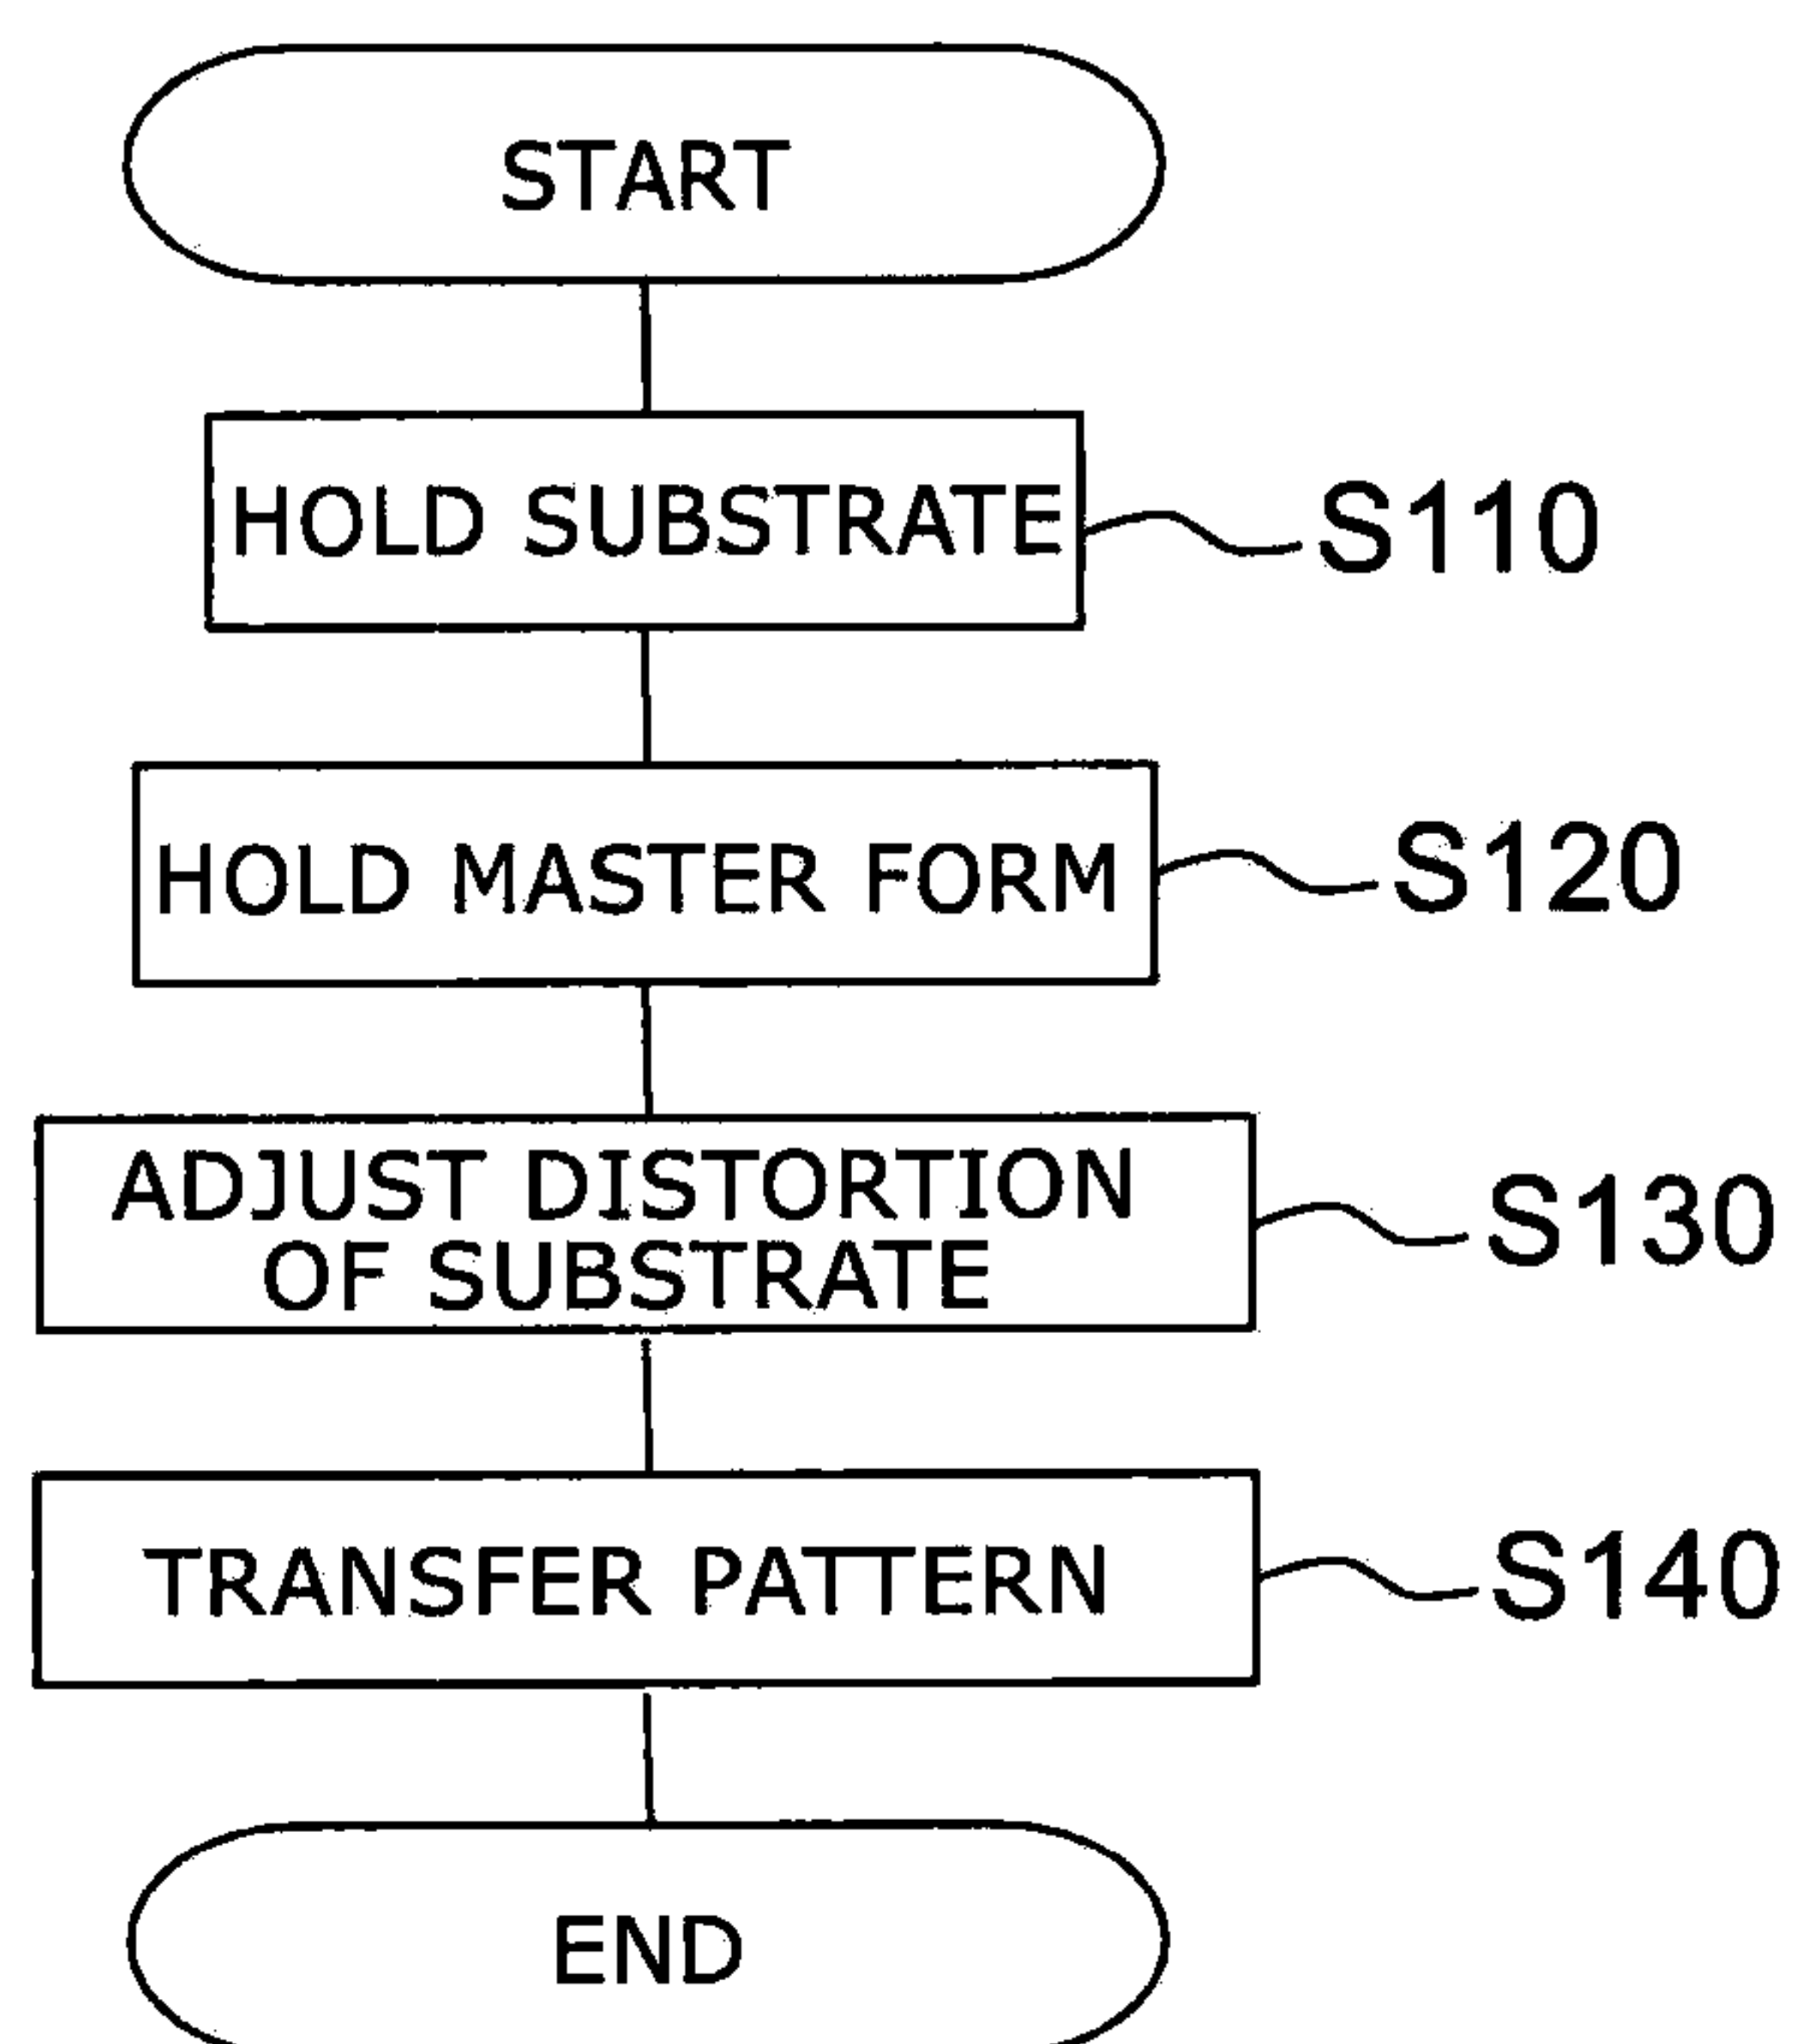 START
HOLD SUBSTRATE
S110
HOLD MASTER FORM
S120
ADJUST DISTORTION
OF SUBSTRATE
S130
TRANSFER PATTERN
S140
END